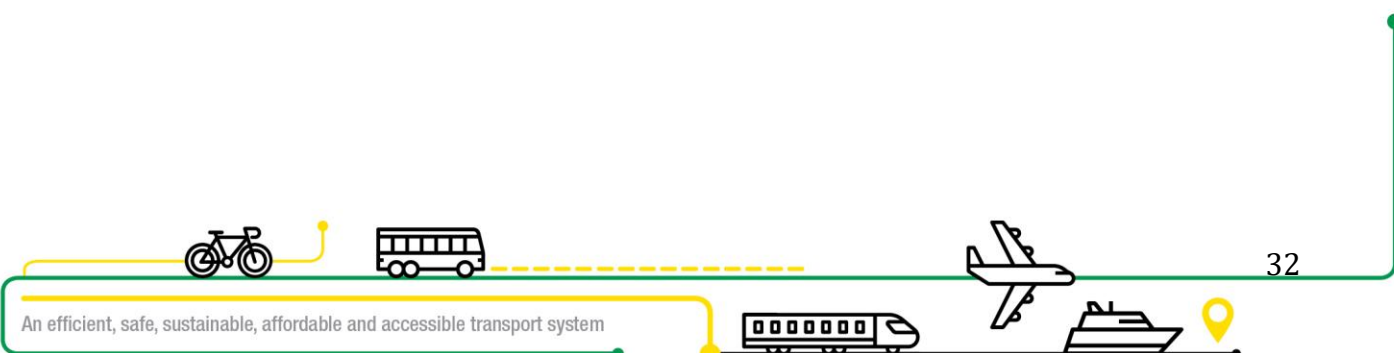 32
An efficient, safe, sustainable, affordable and accessible transport system